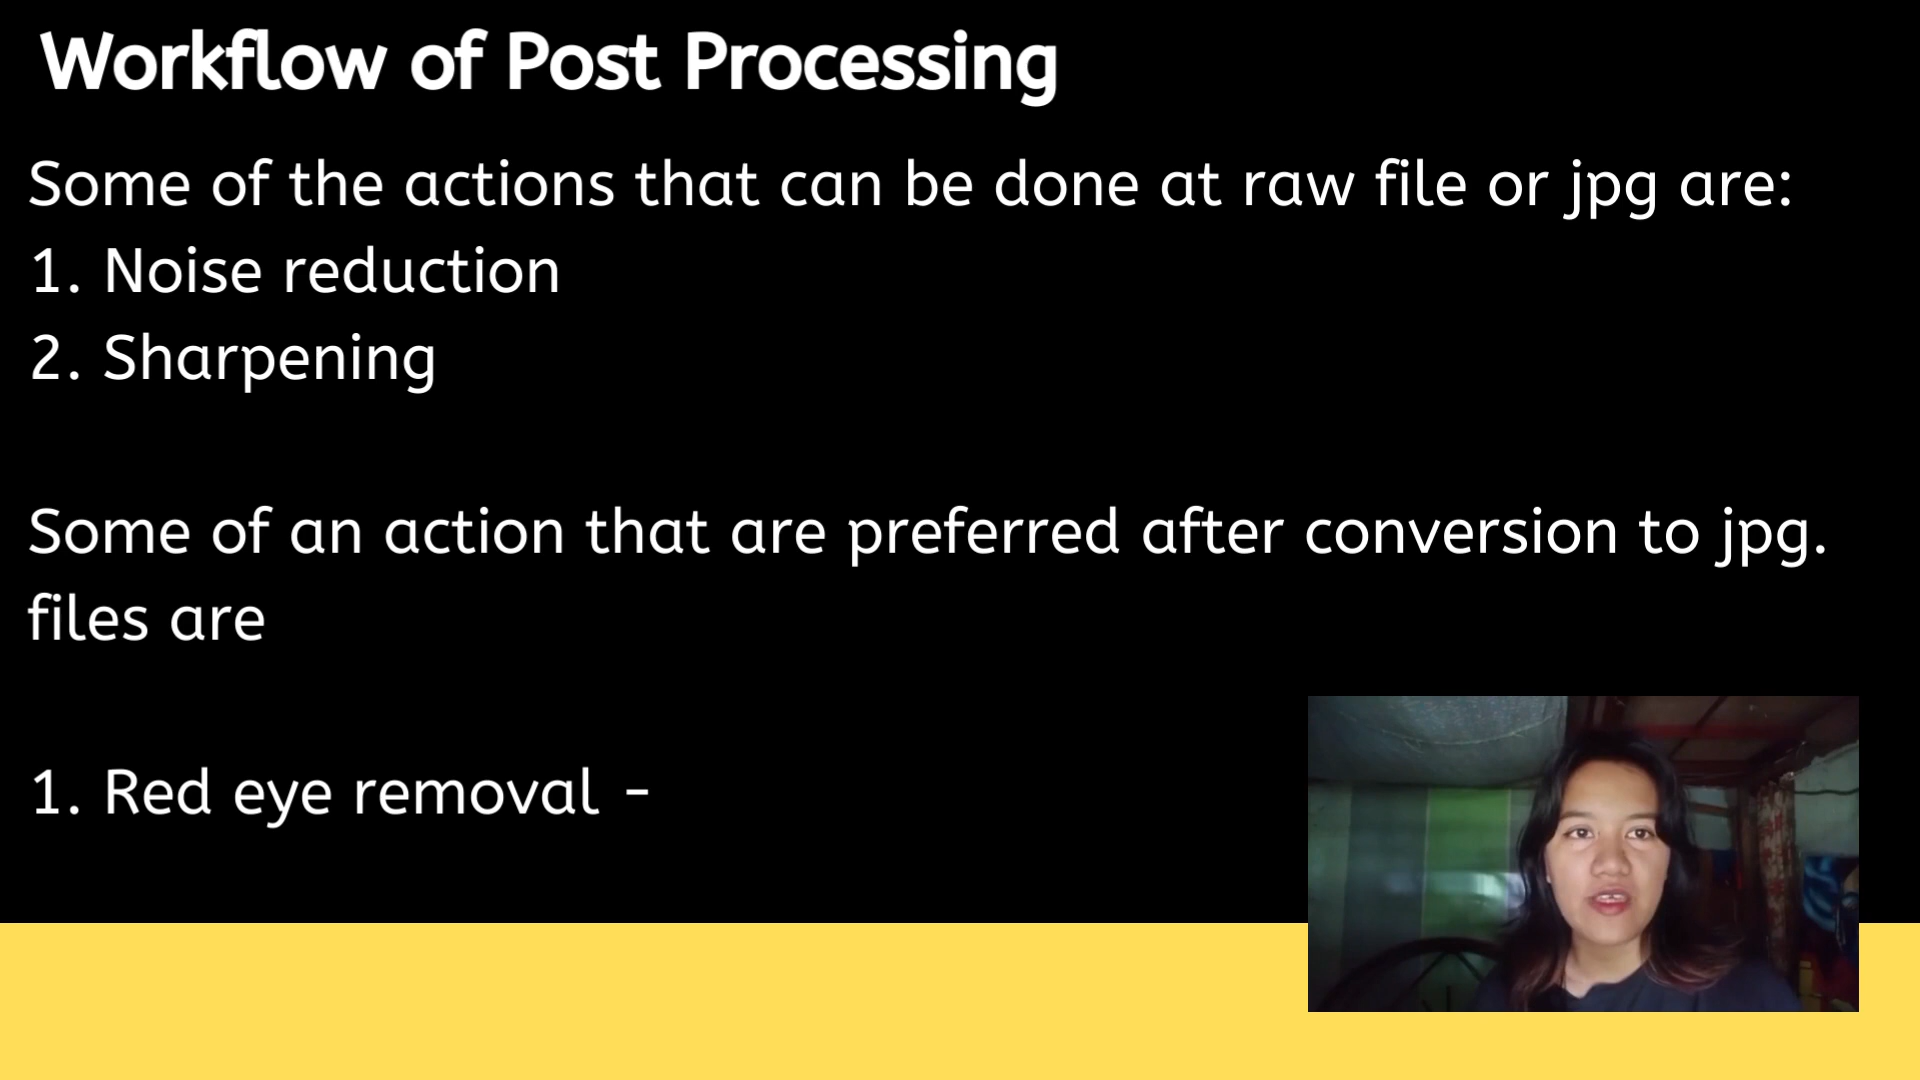 Workflow of Post Processing
Some of the actions that can be done at raw file or jpg are:
1. Noise reduction
2. Sharpening
Some of an action that are preferred after conversion to jpg.
files are
1. Red eye removal -